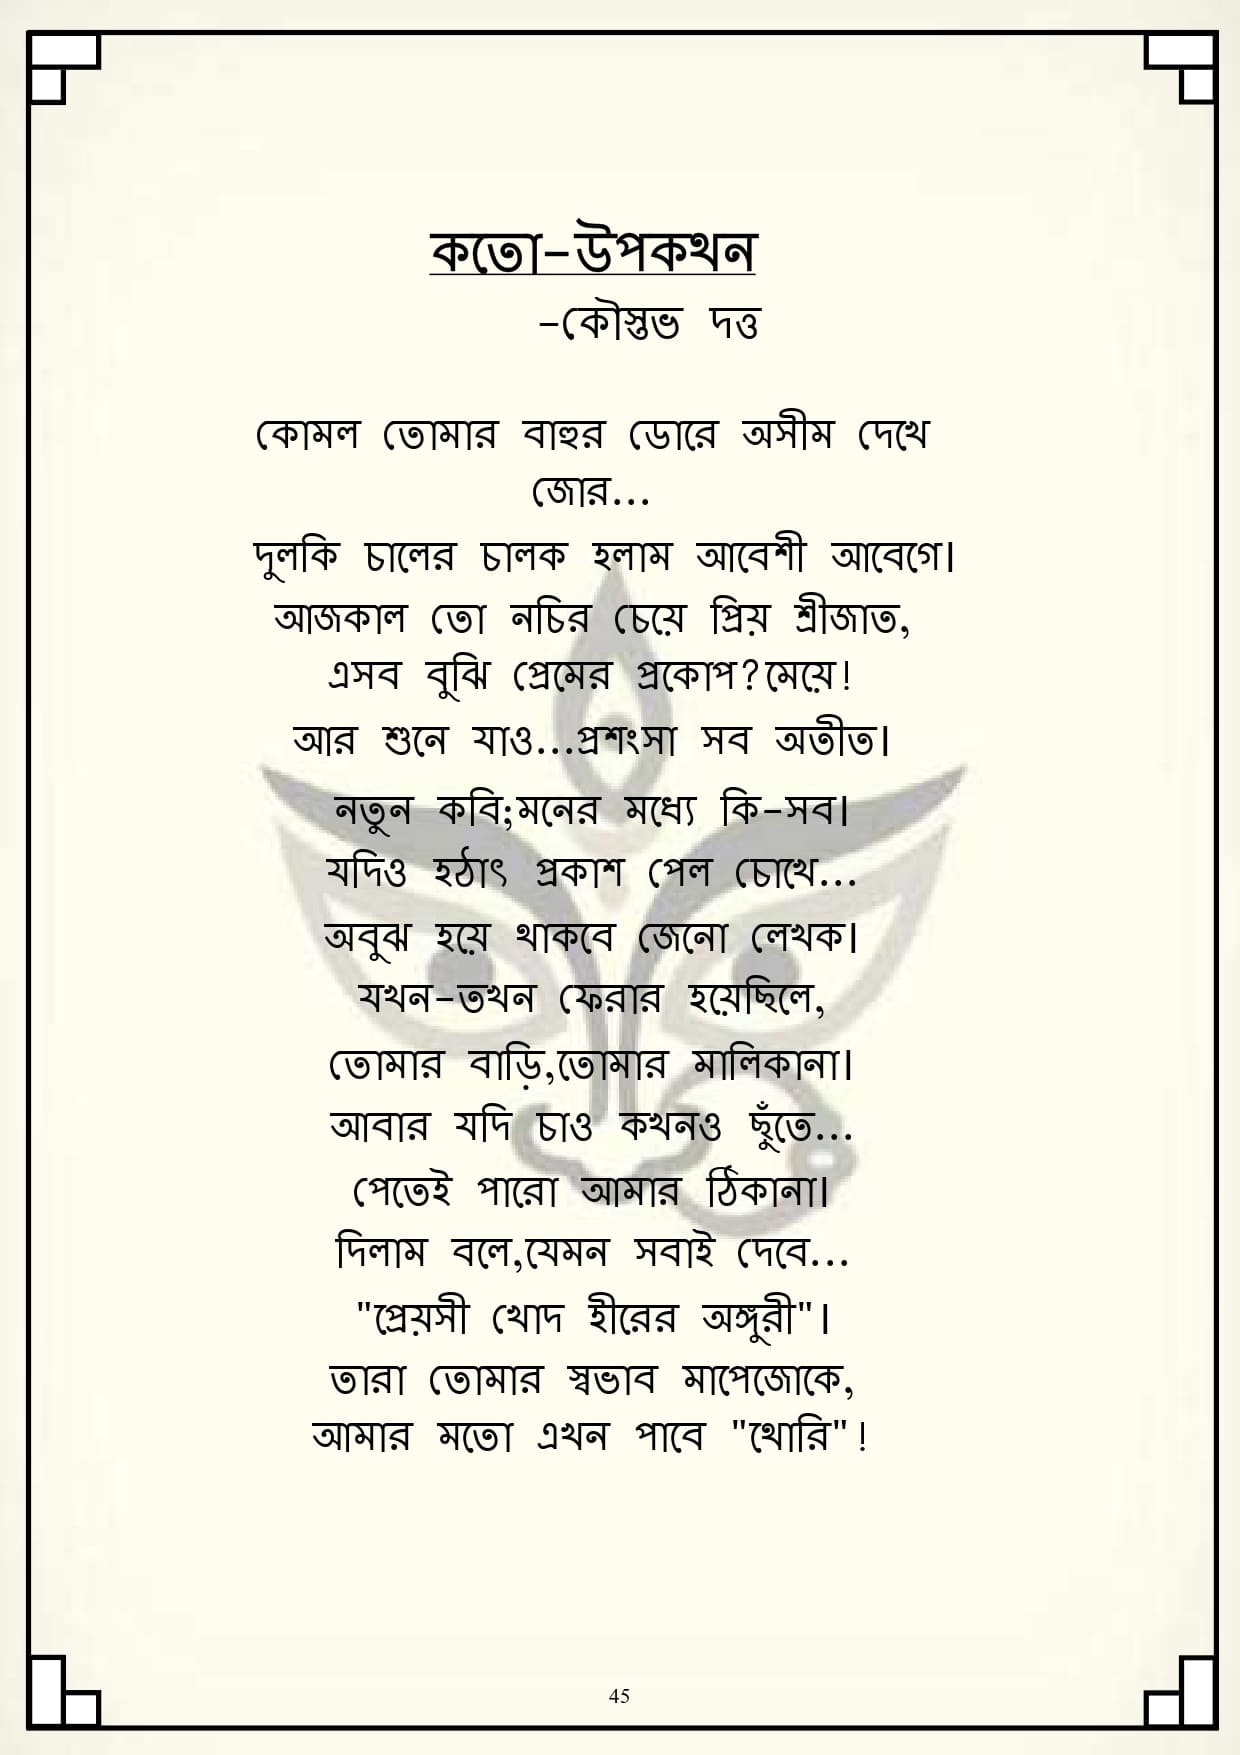 কতো-উপকথন
-কৌস্তভ দত্ত
কোমল তোমার বাহুর ডোরে অসীম দেখে
জোর...
দুলকি চালের চালক হলাম আবেশী আবেগে।
আজকাল তো নচির চেয়ে প্রিয় শ্রীজাত,
এসব বুঝি প্রেমের প্রকোপ?মেয়ে!
আর শুনে যাও...প্রশংসা সব অতীত।
নতুন কবি;মনের মধ্যে কি-সব।
যদিও হঠাৎ প্রকাশ পেল চোখে...
অবুঝ হয়ে থাকবে জেনো লেখক।
যখন-তখন ফেরার হয়েছিলে,
তোমার বাড়ি,তোমার মালিকানা।
আবার যদি চাও কখনও ছুঁতে...
পেতেই পারো আমার ঠিকানা।
দিলাম বলে,যেমন সবাই দেবে...
"প্রেয়সী খোদ হীরের অঙ্গুরী"।
তারা তোমার স্বভাব মাপেজোকে,
আমার মতো এখন পাবে "থোরি"!
45